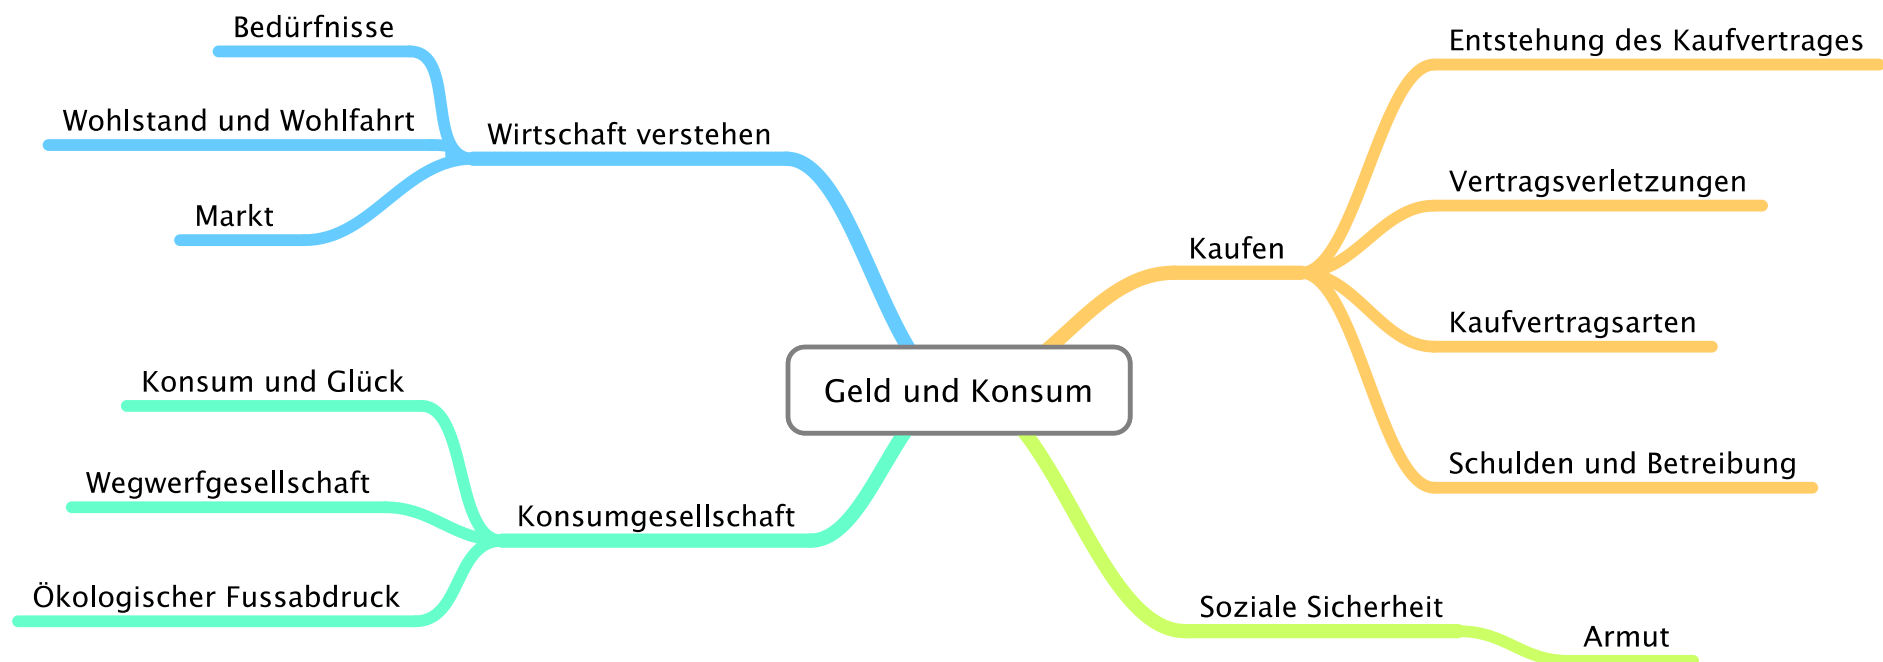 Bedürfnisse
Wohlstand und Wohlfahrt
Markt
Wirtschaft verstehen
Konsum und Glück
Wegwerfgesellschaft
Ökologischer Fussabdruck
Konsumgesellschaft
Geld und Konsum
Kaufen
Entstehung des Kaufvertrages
Vertragsverletzungen
Kaufvertragsarten
Schulden und Betreibung
Soziale Sicherheit
Armut